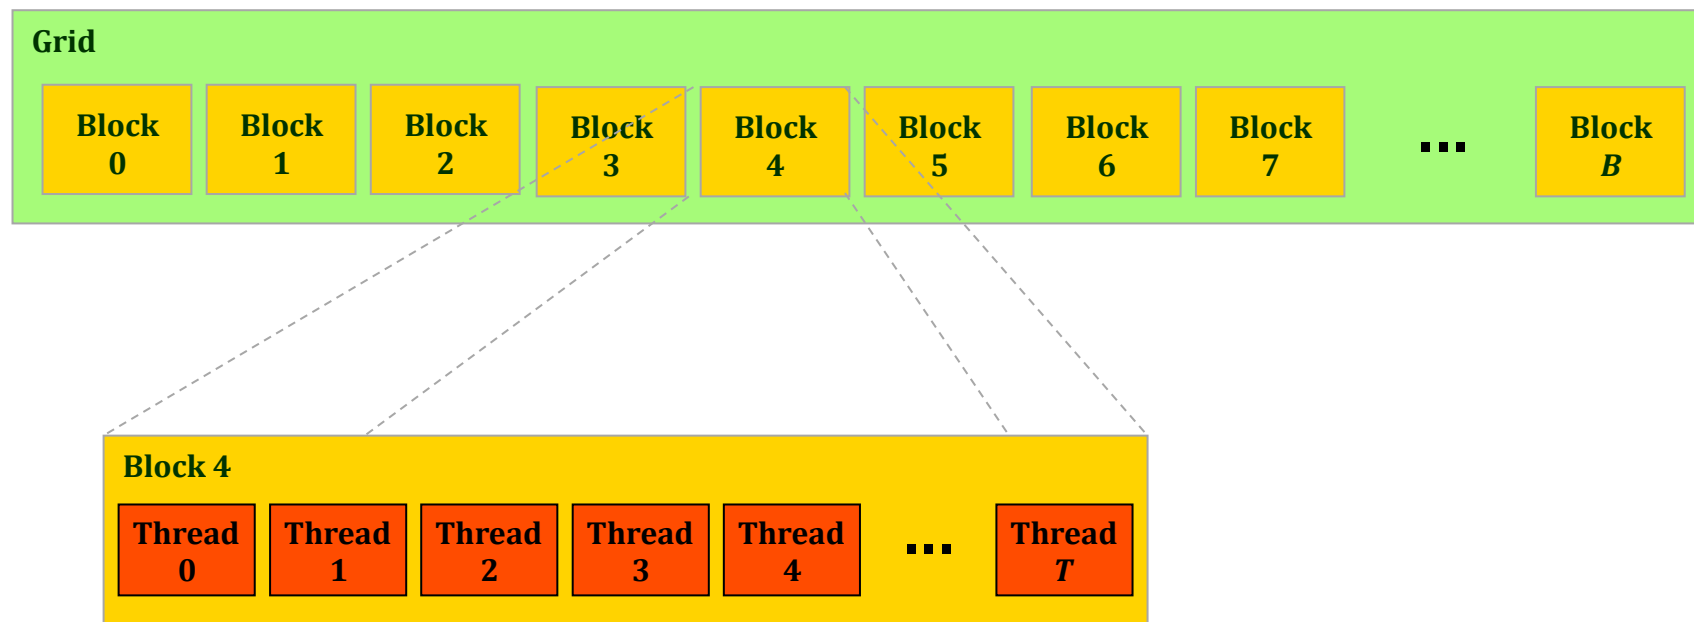 Grid
Block
0
Block
1
Block
2
Block
3
Block
4
Block
5
Block
6
Block
7
...
Block
B
Block 4
Thread
0
Thread
1
Thread
2
Thread
3
Thread
4
...
Thread
T